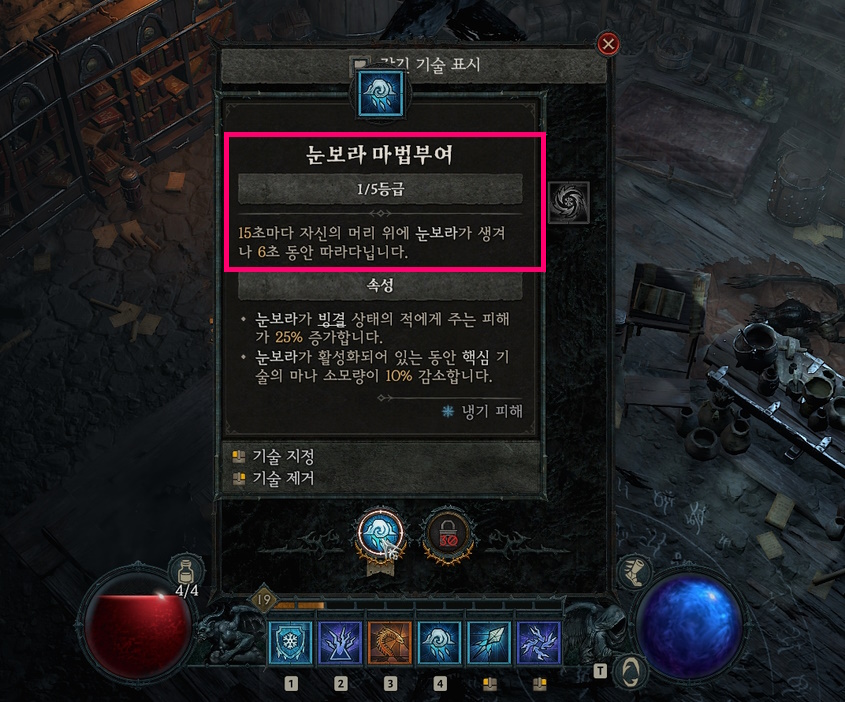 각인 기술 표시
눈보라 마법부여
1/5등급
15초마다 자신의 머리 위에 눈보라가 생겨
나 6초 동안 따라다닙니다.
속성
눈보라가 빙결 상태의 적에게 주는 피해
가 25% 증가합니다.
눈보라가 활성화되어 있는 동안 핵심 기
술의 마나 소모량이 10% 감소합니다.
냉기 피해
기술 지정
기술 제거
4/4
19
1
2
3
4
T